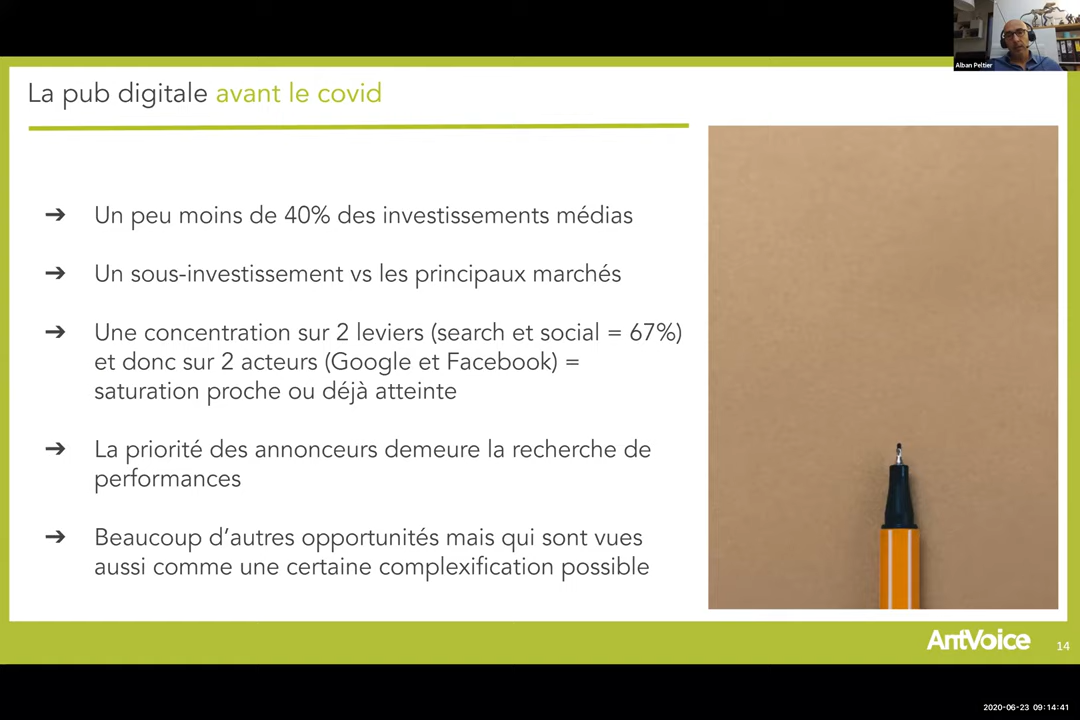 Alban Peltier
La pub digitale avant le covid
➔ Un peu moins de 40% des investissements médias
➔ Un sous-investissement vs les principaux marchés
➔ Une concentration sur 2 leviers (search et social = 67%)
et donc sur 2 acteurs (Google et Facebook) =
saturation proche ou déjà atteinte
➔ La priorité des annonceurs demeure la recherche de
performances
➔ Beaucoup d’autres opportunités mais qui sont vues
aussi comme une certaine complexification possible
AntVoice
14
2020-06-23 09:14:41